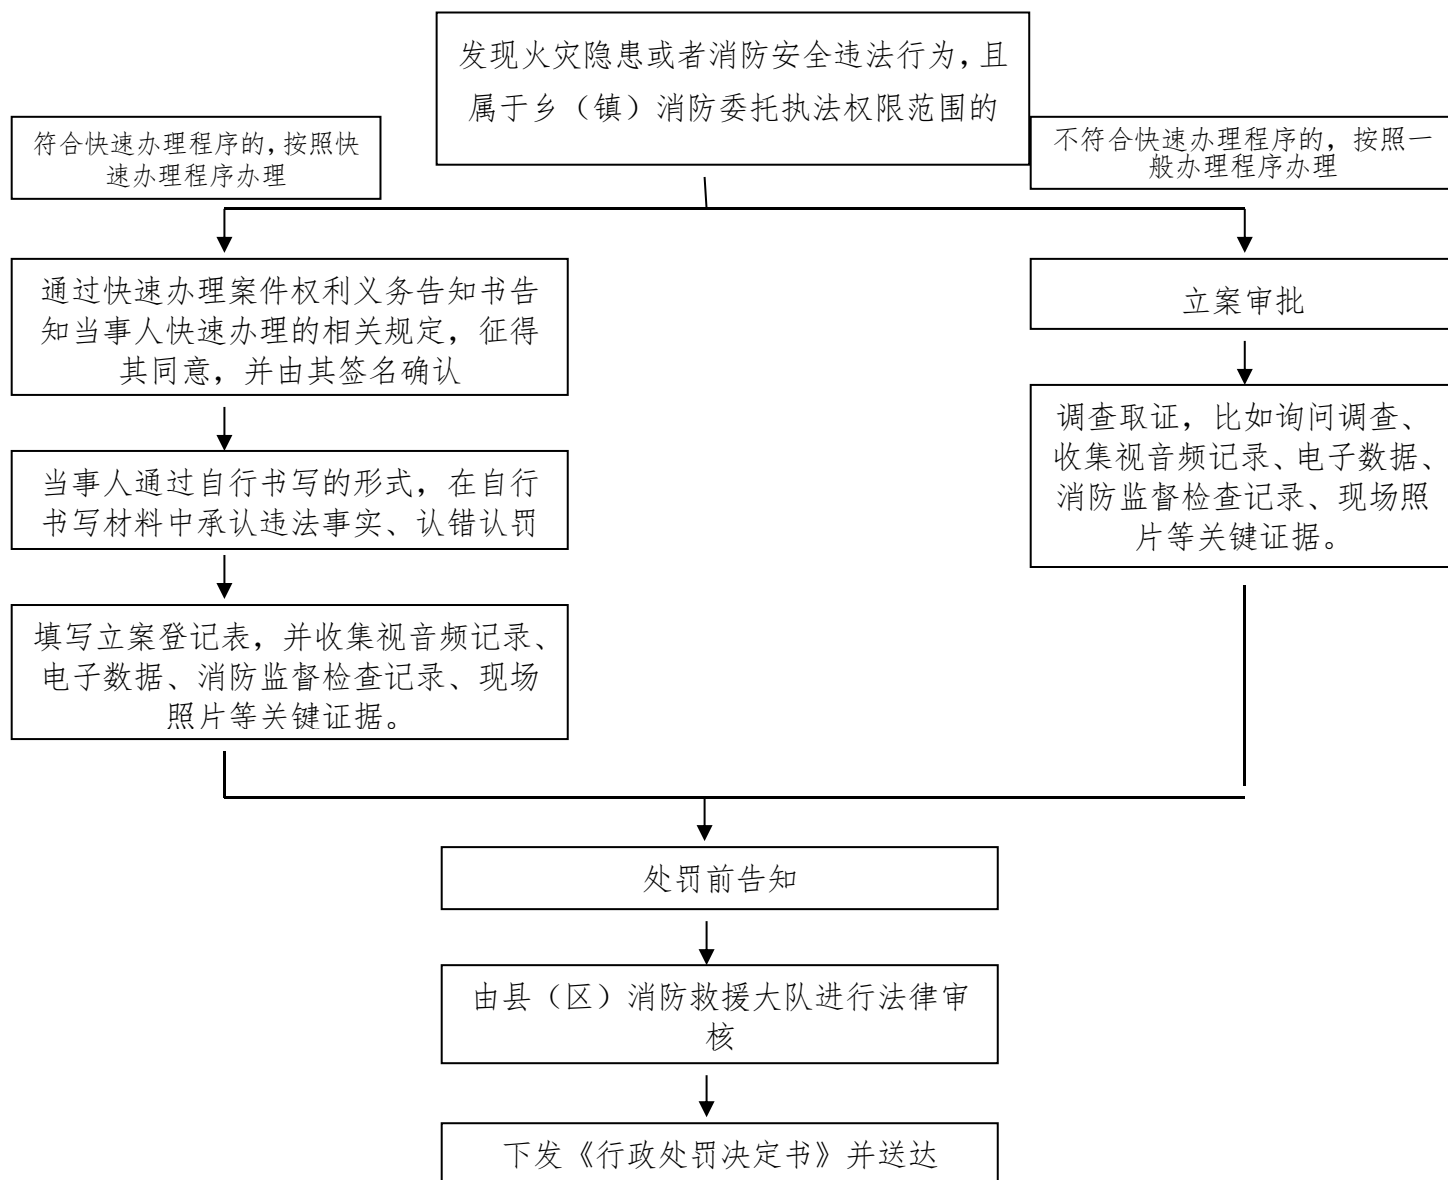 发现火灾隐患或者消防安全违法行为，且
属于乡（镇）消防委托执法权限范围的
符合快速办理程序的，按照快
速办理程序办理
不符合快速办理程序的，按照一
般办理程序办理
通过快速办理案件权利义务告知书告
知当事人快速办理的相关规定，征得
其同意，并由其签名确认
当事人通过自行书写的形式，在自行
书写材料中承认违法事实、认错认罚
填写立案登记表，并收集视音频记录、
电子数据、消防监督检查记录、现场
照片等关键证据。
立案审批
调查取证，比如询问调查、
收集视音频记录、电子数据、
消防监督检查记录、现场照
片等关键证据。
处罚前告知
由县（区）消防救援大队进行法律审
核
下发《行政处罚决定书》并送达